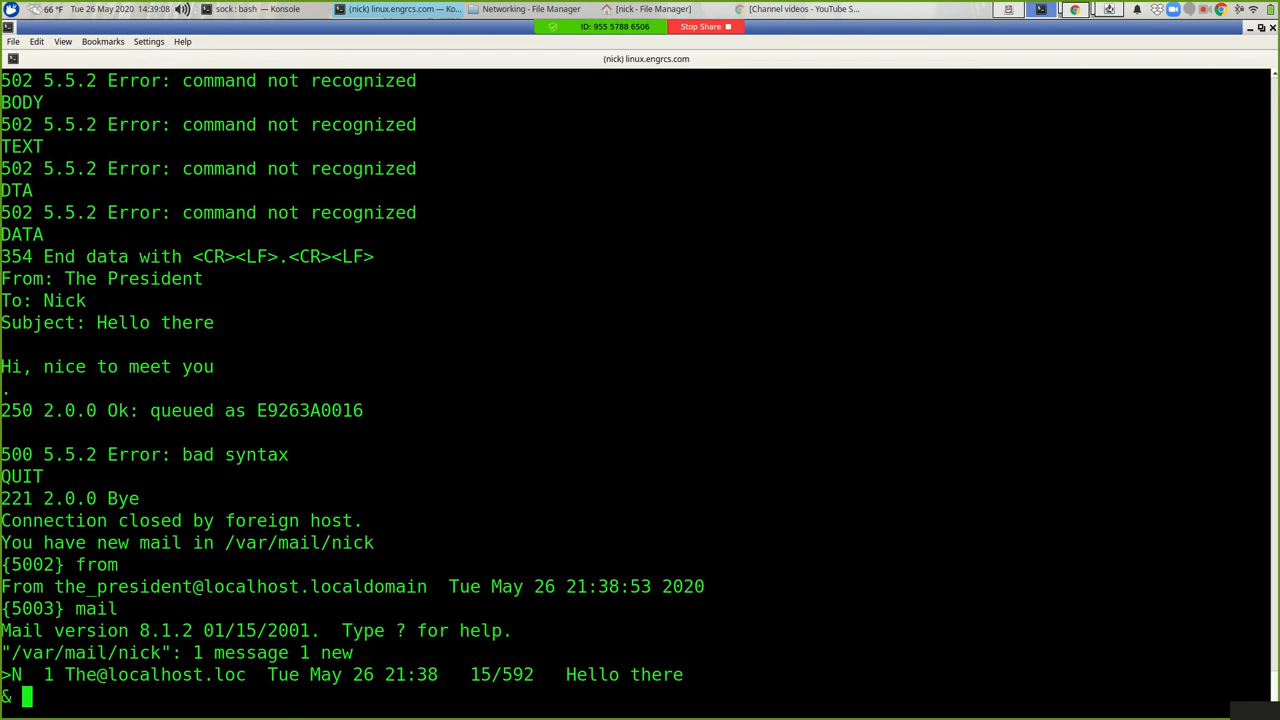 66 °F Tue 26 May 2020 14:39:08 sock : bash — Konsole (nick) linux.engrcs.com — Ko... Networking - File Manager [nick - File Manager] [Channel videos - YouTube S...
ID: 955 5788 6506 Stop Share
File Edit View Bookmarks Settings Help
(nick) linux.engrcs.com
502 5.5.2 Error: command not recognized
BODY
502 5.5.2 Error: command not recognized
TEXT
502 5.5.2 Error: command not recognized
DTA
502 5.5.2 Error: command not recognized
DATA
354 End data with <CR><LF>.<CR><LF>
From: The President
To: Nick
Subject: Hello there
Hi, nice to meet you
.
250 2.0.0 Ok: queued as E9263A0016
500 5.5.2 Error: bad syntax
QUIT
221 2.0.0 Bye
Connection closed by foreign host.
You have new mail in /var/mail/nick
{5002} from
From the_president@localhost.localdomain  Tue May 26 21:38:53 2020
{5003} mail
Mail version 8.1.2 01/15/2001.  Type ? for help.
"/var/mail/nick": 1 message 1 new
>N  1 The@localhost.loc  Tue May 26 21:38   15/592   Hello there
&